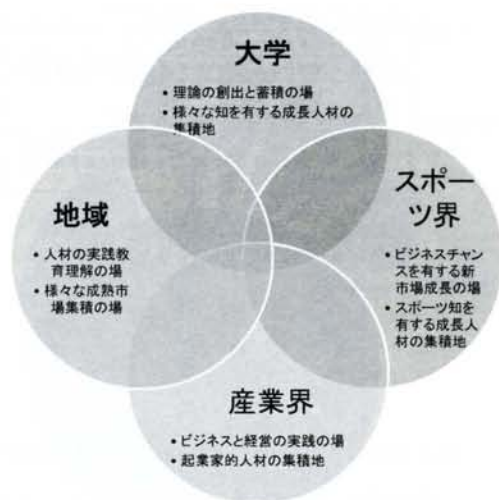 大学
• 理論の創出と蓄積の場
• 様々な知を有する成長人材の
集積地
地域
• 人材の実践教
育理解の場
• 様々な成熟市
場集積の場
スポー
ツ界
• ビジネスチャン
スを有する新
市場成長の場
• スポーツ知を
有する成長人
材の集積地
産業界
• ビジネスと経営の実践の場
• 起業家的人材の集積地